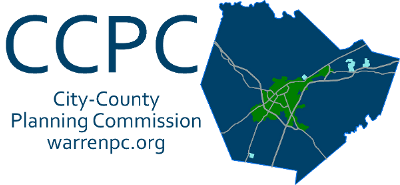 CCPC
City-County
Planning Commission
warrenpc.org